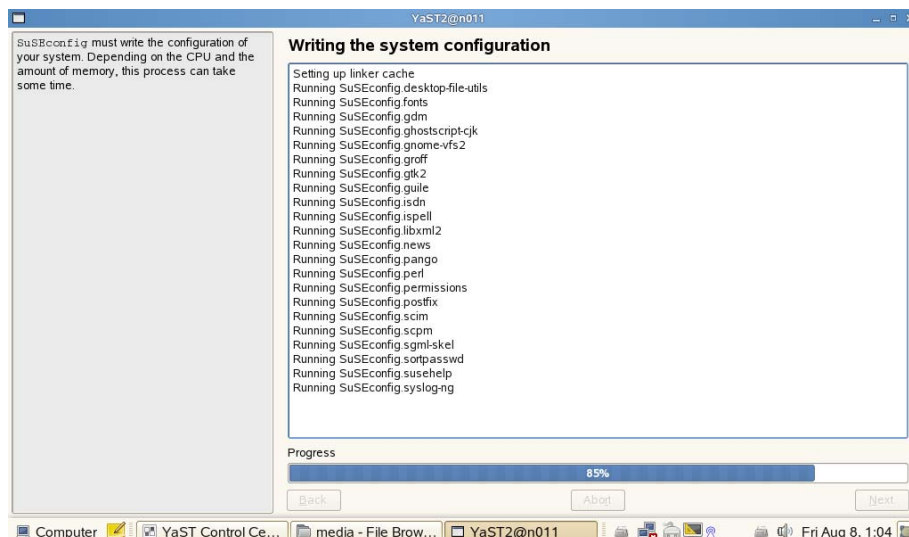 YaST2@n011
SuSEconfig must write the configuration of
your system. Depending on the CPU and the
amount of memory, this process can take
some time.
Writing the system configuration
Setting up linker cache
Running SuSEconfig.desktop-file-utils
Running SuSEconfig.fonts
Running SuSEconfig.gdm
Running SuSEconfig.ghostscript-cjk
Running SuSEconfig.gnome-vfs2
Running SuSEconfig.groff
Running SuSEconfig.gtk2
Running SuSEconfig.guile
Running SuSEconfig.isdn
Running SuSEconfig.ispell
Running SuSEconfig.libxml2
Running SuSEconfig.news
Running SuSEconfig.pango
Running SuSEconfig.perl
Running SuSEconfig.permissions
Running SuSEconfig.postfix
Running SuSEconfig.scim
Running SuSEconfig.scpm
Running SuSEconfig.sgml-skel
Running SuSEconfig.sortpasswd
Running SuSEconfig.susehelp
Running SuSEconfig.syslog-ng
Progress
85%
Back Abort Next
Computer YaST Control Ce... media - File Brow... YaST2@n011 Fri Aug 8, 1:04